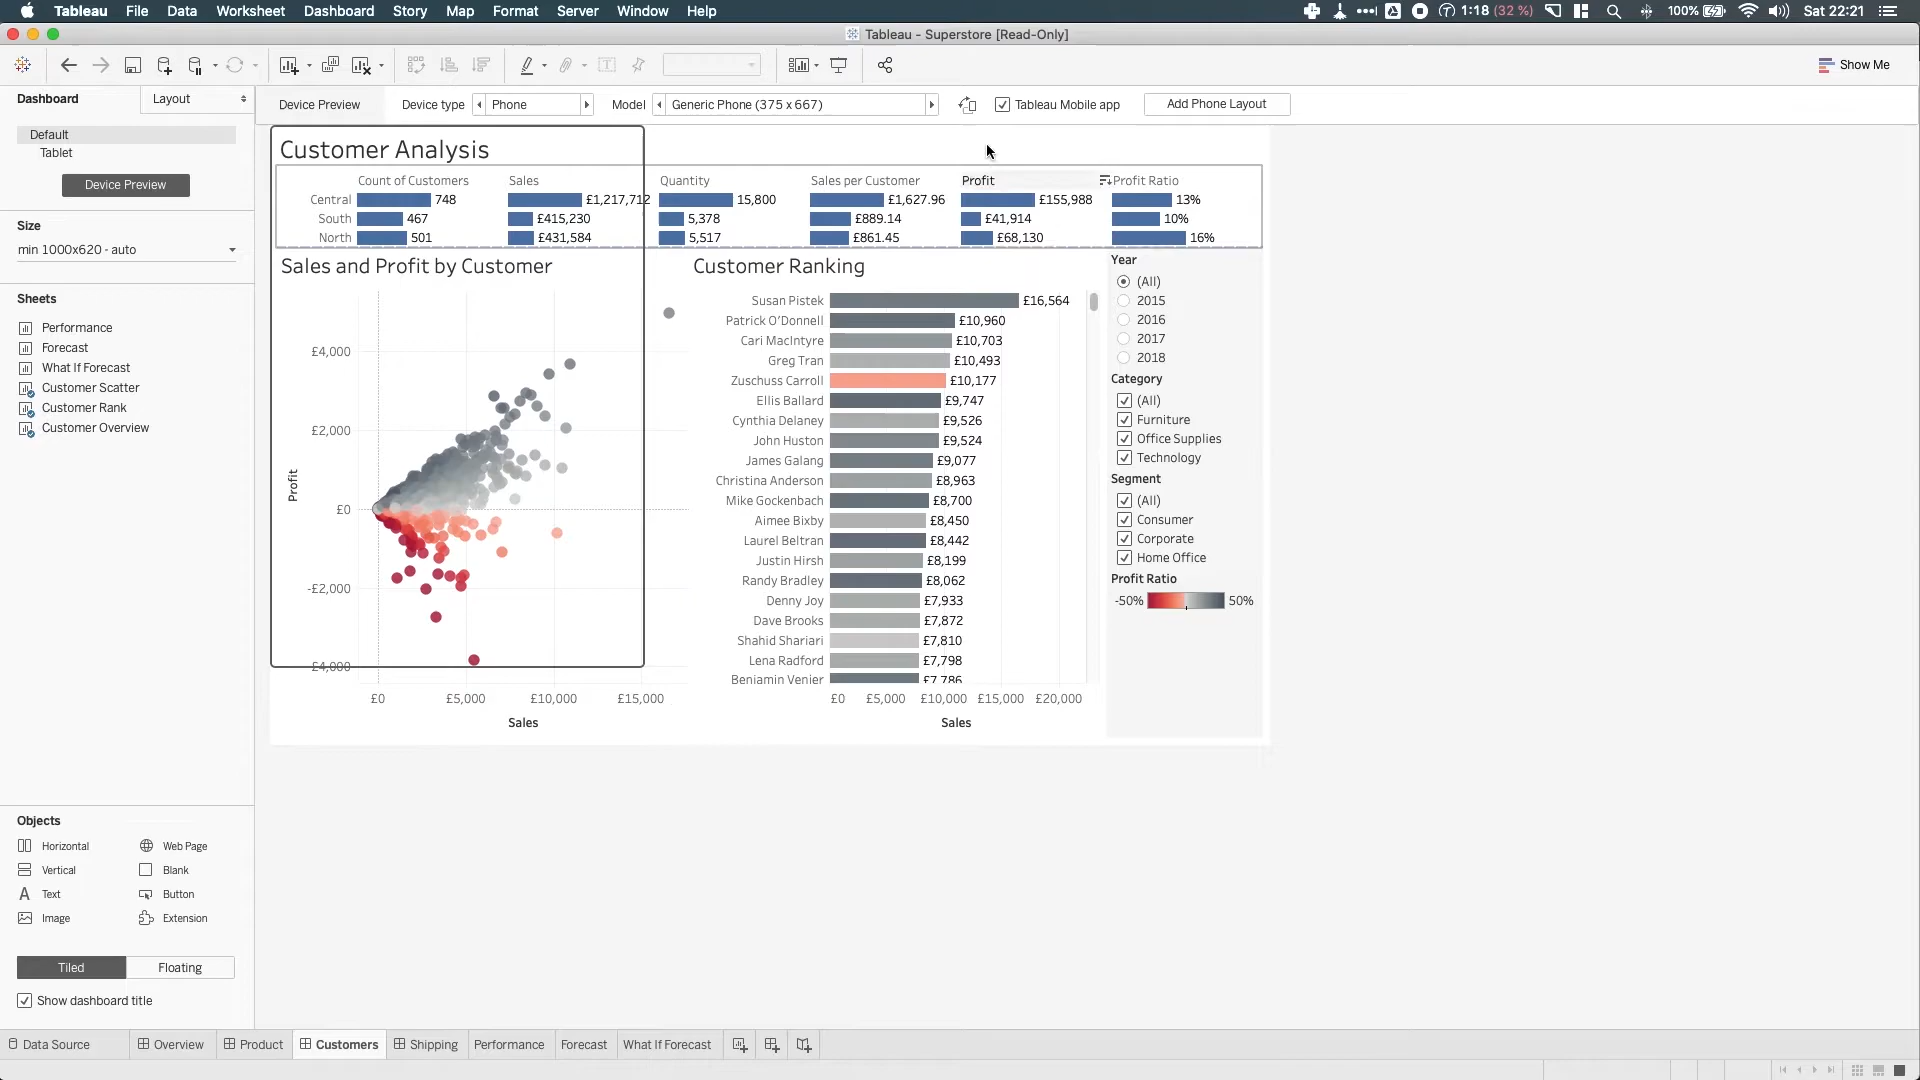 Tableau File Data Worksheet Dashboard Story Map Format Server Window Help 1:18 (32 %) 100% Sat 22:21
Tableau - Superstore [Read-Only]
Show Me
Dashboard Layout
Device Preview Device type Phone Model Generic Phone (375 x 667) Tableau Mobile app Add Phone Layout
Default
Tablet
Device Preview
Size
min 1000x620 - auto
Sheets
Performance
Forecast
What If Forecast
Customer Scatter
Customer Rank
Customer Overview
Objects
Horizontal Web Page
Vertical Blank
Text Button
Image Extension
Tiled Floating
Show dashboard title
Customer Analysis
Count of Customers Sales Quantity Sales per Customer Profit Profit Ratio
Central 748 £1,217,712 15,800 £1,627.96 £155,988 13%
South 467 £415,230 5,378 £889.14 £41,914 10%
North 501 £431,584 5,517 £861.45 £68,130 16%
Sales and Profit by Customer
£4,000
£2,000
£0
-£2,000
-£4,000
Profit
£0 £5,000 £10,000 £15,000
Sales
Customer Ranking
Susan Pistek £16,564
Patrick O'Donnell £10,960
Cari MacIntyre £10,703
Greg Tran £10,493
Zuschuss Carroll £10,177
Ellis Ballard £9,747
Cynthia Delaney £9,526
John Huston £9,524
James Galang £9,077
Christina Anderson £8,963
Mike Gockenbach £8,700
Aimee Bixby £8,450
Laurel Beltran £8,442
Justin Hirsh £8,199
Randy Bradley £8,062
Denny Joy £7,933
Dave Brooks £7,872
Shahid Shariari £7,810
Lena Radford £7,798
Benjamin Venier £7,786
£0 £5,000 £10,000 £15,000 £20,000
Sales
Year
(All)
2015
2016
2017
2018
Category
(All)
Furniture
Office Supplies
Technology
Segment
(All)
Consumer
Corporate
Home Office
Profit Ratio
-50% 50%
Data Source Overview Product Customers Shipping Performance Forecast What If Forecast